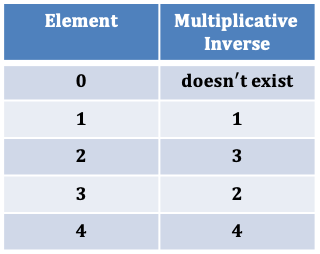 Element Multiplicative
Inverse
0 doesn′t exist
1 1
2 3
3 2
4 4